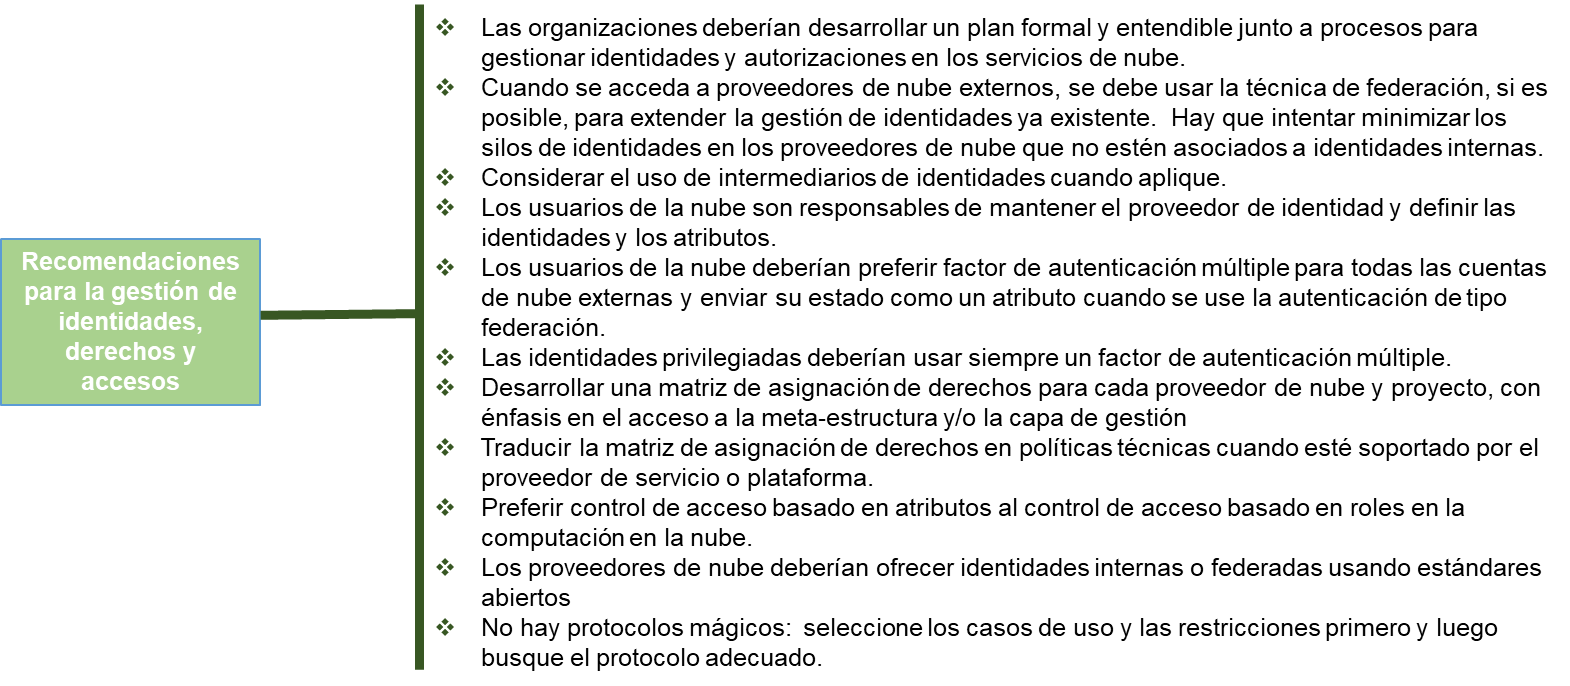 Recomendaciones
para la gestión de
identidades,
derechos y
accesos
Las organizaciones deberían desarrollar un plan formal y entendible junto a procesos para
gestionar identidades y autorizaciones en los servicios de nube.
Cuando se acceda a proveedores de nube externos, se debe usar la técnica de federación, si es
posible, para extender la gestión de identidades ya existente.  Hay que intentar minimizar los
silos de identidades en los proveedores de nube que no estén asociados a identidades internas.
Considerar el uso de intermediarios de identidades cuando aplique.
Los usuarios de la nube son responsables de mantener el proveedor de identidad y definir las
identidades y los atributos.
Los usuarios de la nube deberían preferir factor de autenticación múltiple para todas las cuentas
de nube externas y enviar su estado como un atributo cuando se use la autenticación de tipo
federación.
Las identidades privilegiadas deberían usar siempre un factor de autenticación múltiple.
Desarrollar una matriz de asignación de derechos para cada proveedor de nube y proyecto, con
énfasis en el acceso a la meta-estructura y/o la capa de gestión
Traducir la matriz de asignación de derechos en políticas técnicas cuando esté soportado por el
proveedor de servicio o plataforma.
Preferir control de acceso basado en atributos al control de acceso basado en roles en la
computación en la nube.
Los proveedores de nube deberían ofrecer identidades internas o federadas usando estándares
abiertos
No hay protocolos mágicos:  seleccione los casos de uso y las restricciones primero y luego
busque el protocolo adecuado.